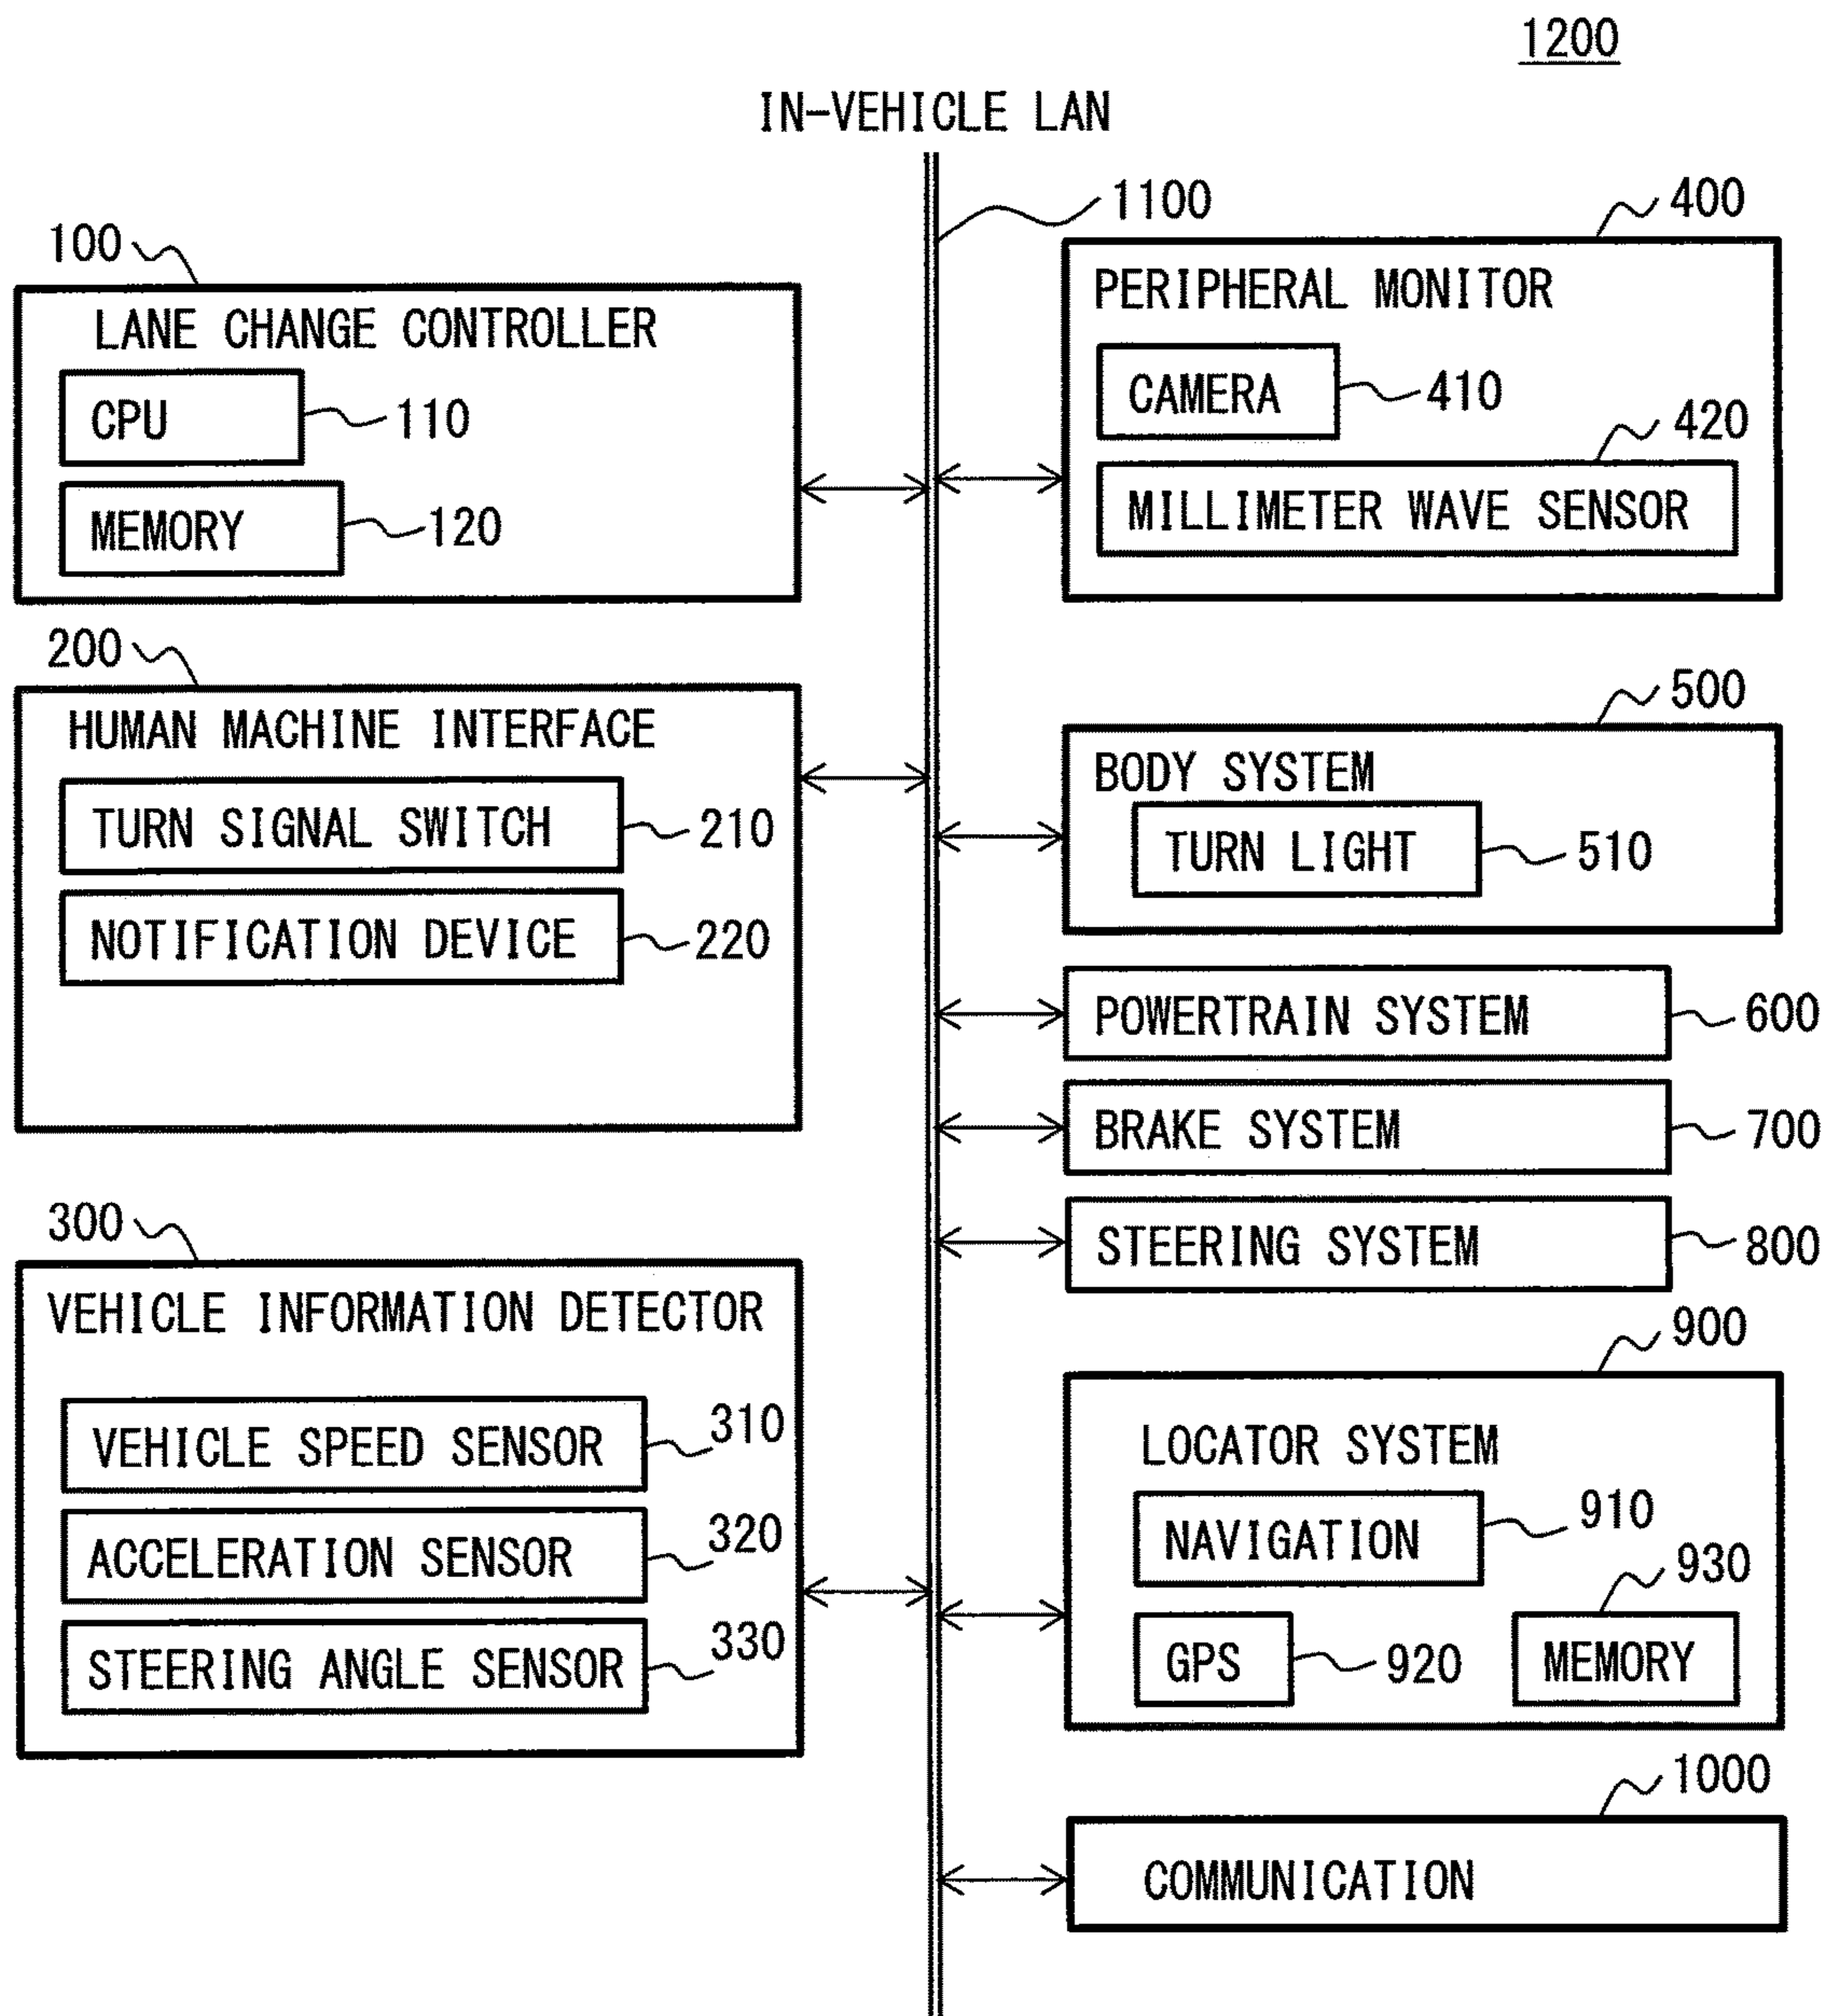 1200
IN-VEHICLE LAN
1100
100
LANE CHANGE CONTROLLER
CPU
110
MEMORY
120
200
HUMAN MACHINE INTERFACE
TURN SIGNAL SWITCH
210
NOTIFICATION DEVICE
220
300
VEHICLE INFORMATION DETECTOR
VEHICLE SPEED SENSOR
310
ACCELERATION SENSOR
320
STEERING ANGLE SENSOR
330
400
PERIPHERAL MONITOR
CAMERA
410
420
MILLIMETER WAVE SENSOR
500
BODY SYSTEM
TURN LIGHT
510
POWERTRAIN SYSTEM
600
BRAKE SYSTEM
700
STEERING SYSTEM
800
900
LOCATOR SYSTEM
NAVIGATION
910
930
GPS
920
MEMORY
1000
COMMUNICATION